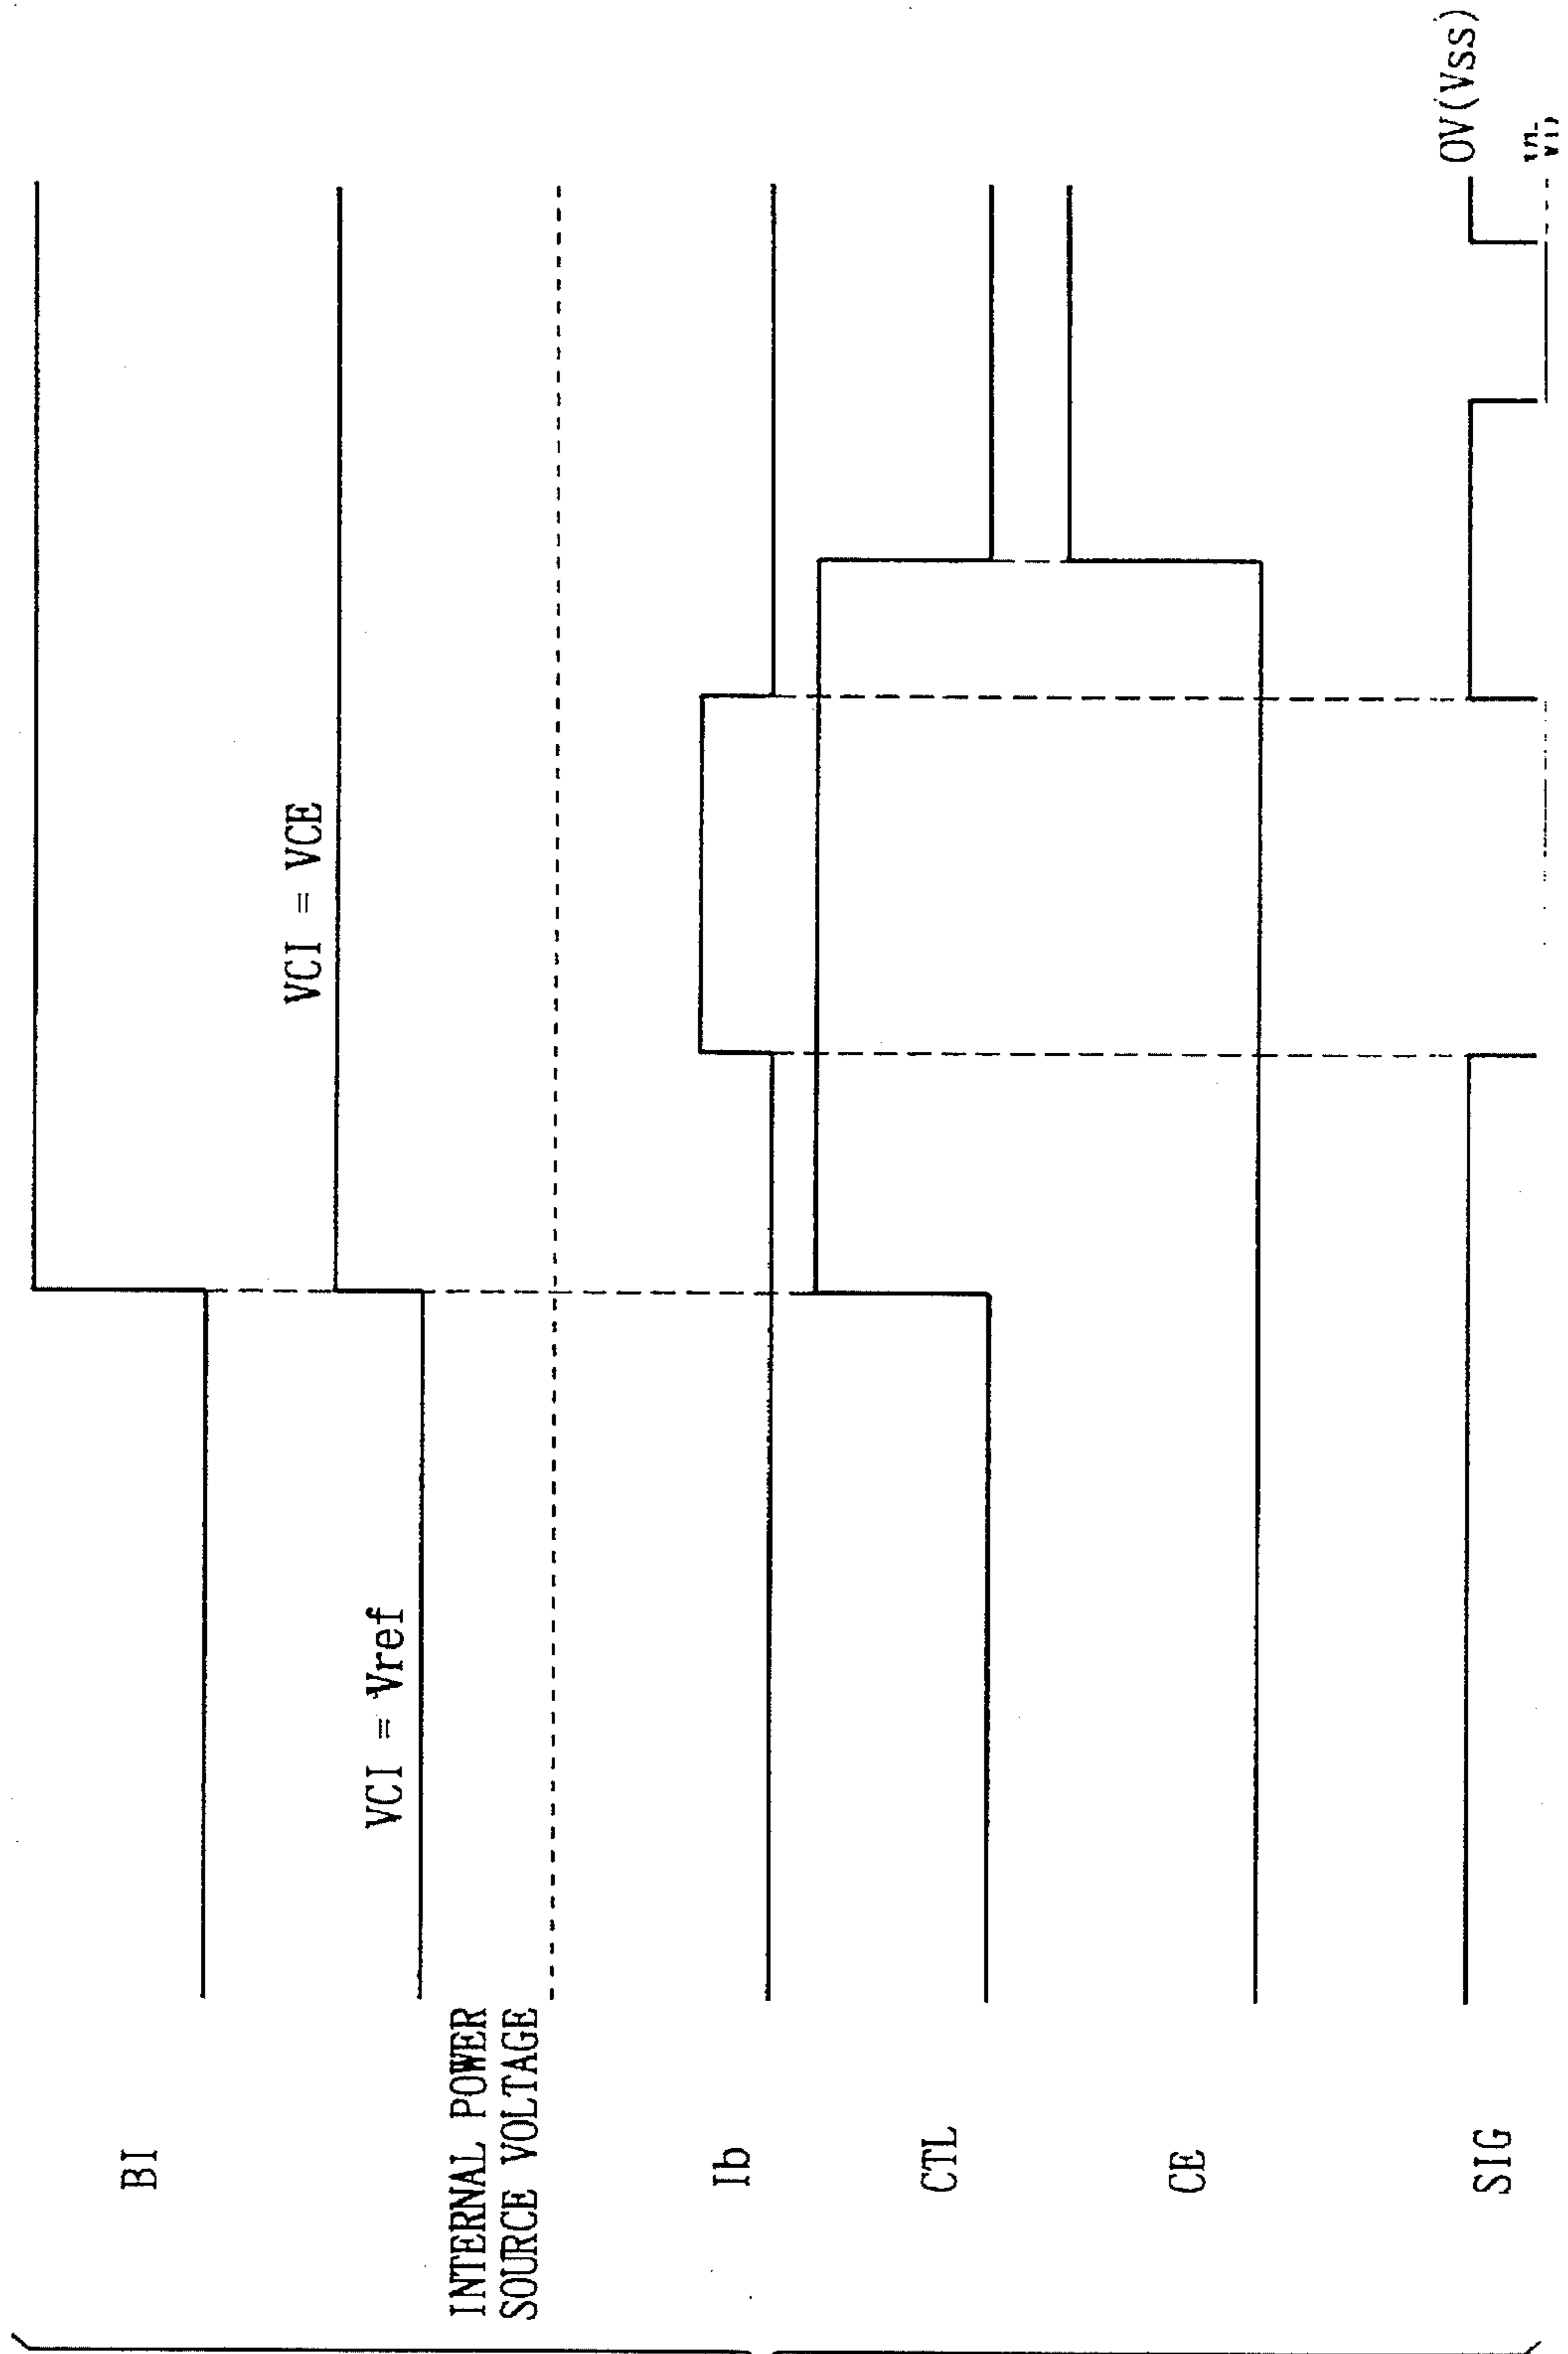 BI
VCI = Vref
VCI = VCE
INTERNAL POWER
SOURCE VOLTAGE
Ib
CTL
CE
SIG
0V(Vss)